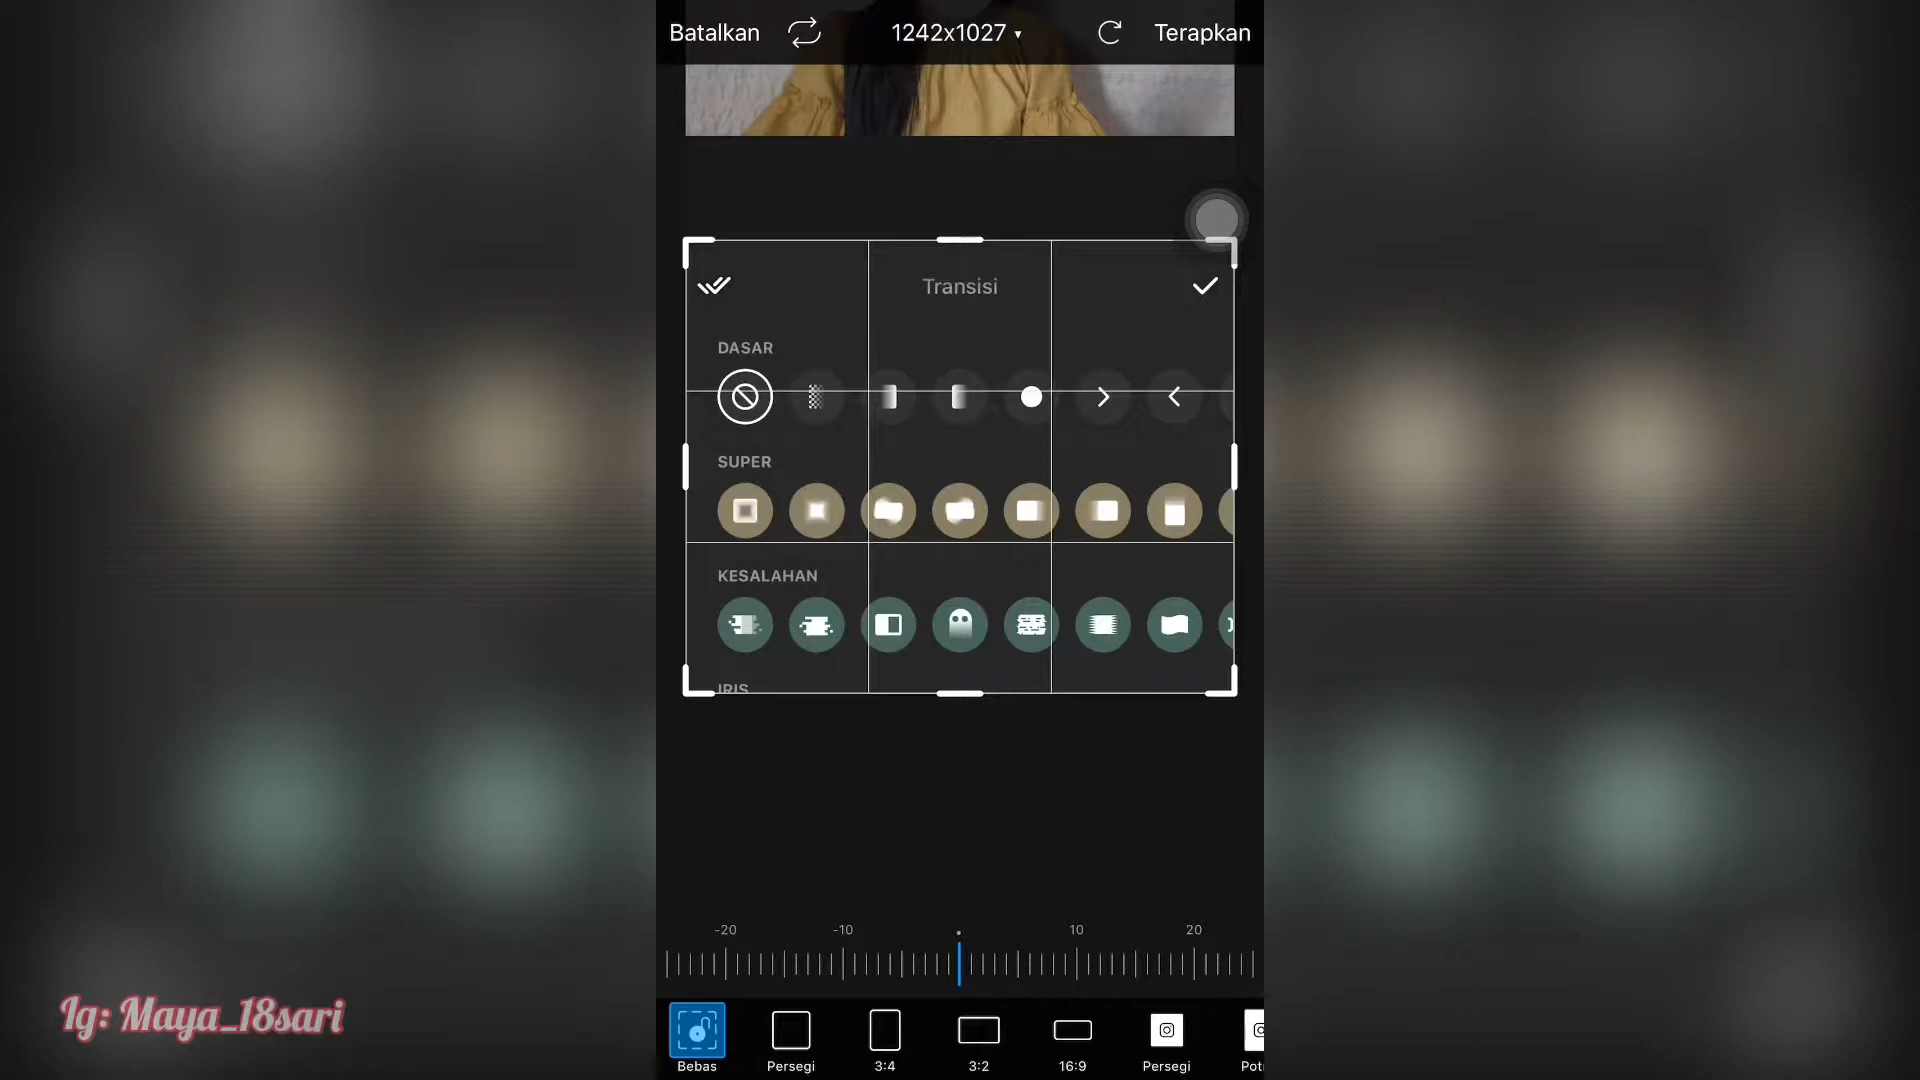 Batalkan 1242x1027 ▾ Terapkan
Transisi
DASAR
SUPER
KESALAHAN
IRIS
-20 -10 10 20
Bebas Persegi 3:4 3:2 16:9 Persegi
Ig: Maya_18sari